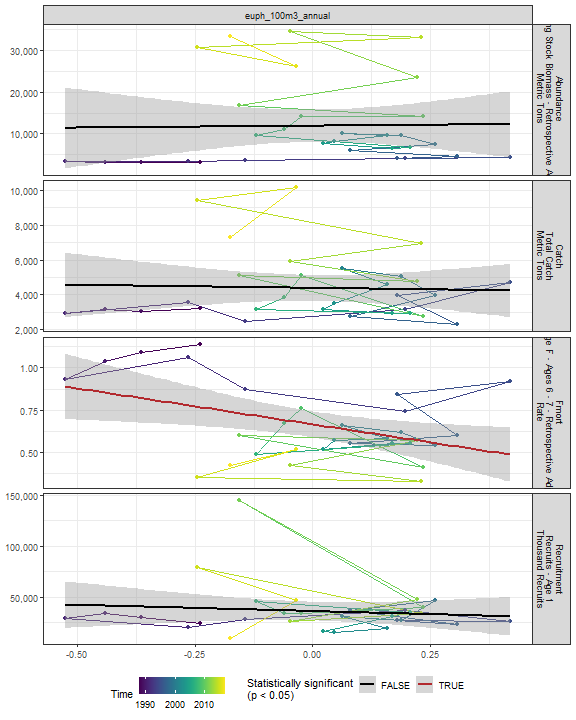 euph_100m3_annual
30,000
20,000
10,000
Abundance
Stock Biomass - Retrospective
Metric Tons
10,000
8,000
6,000
4,000
2,000
Catch
Total Catch
Metric Tons
1.00
0.75
0.50
Fmort
F - Ages 6 - 7 - Retrospective
Rate
150,000
100,000
50,000
Recruitment
Recruits - Age 1
Thousand Recruits
-0.50
-0.25
0.00
0.25
Time
1990 2000 2010
Statistically significant
(p < 0.05)
FALSE
TRUE